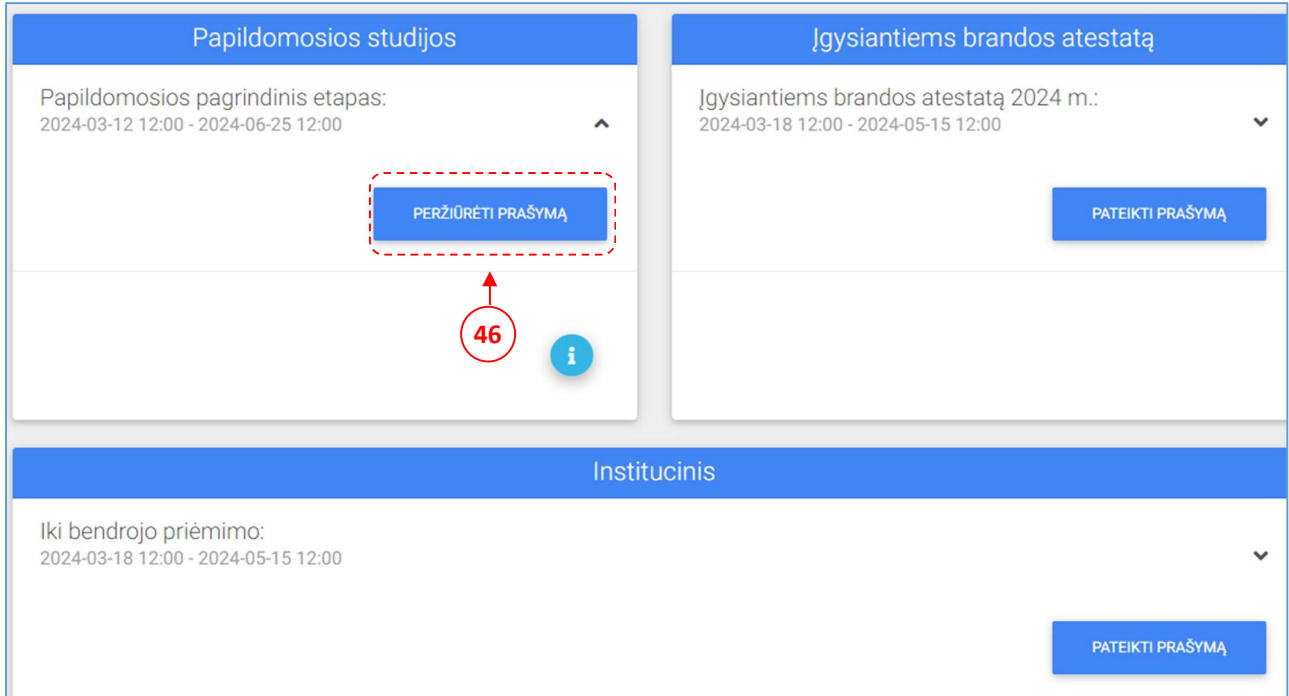 Papildomosios studijos
Papildomosios pagrindinis etapas:
2024-03-12 12:00 - 2024-06-25 12:00
PERŽIŪRĖTI PRAŠYMĄ
46
i
Įgysiantiems brandos atestatą
Įgysiantiems brandos atestatą 2024 m.:
2024-03-18 12:00 - 2024-05-15 12:00
PATEIKTI PRAŠYMĄ
Institucinis
Iki bendrojo priėmimo:
2024-03-18 12:00 - 2024-05-15 12:00
PATEIKTI PRAŠYMĄ